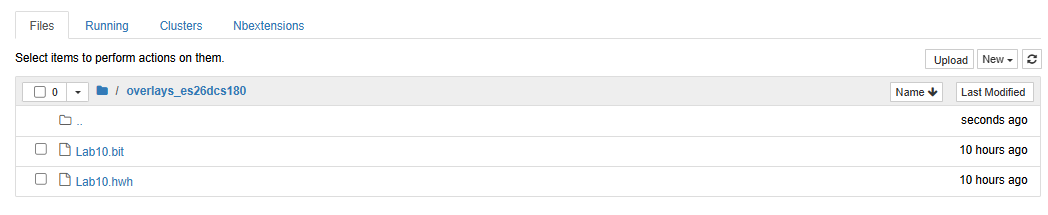 Files Running Clusters Nbextensions
Select items to perform actions on them.
Upload New
0 / overlays_es26dcs180 Name Last Modified
.. seconds ago
Lab10.bit 10 hours ago
Lab10.hwh 10 hours ago